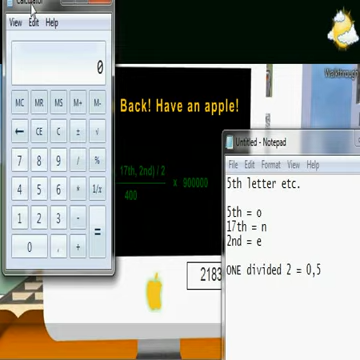 Calculator
View Edit Help
0
MC MR MS M+ M-
← CE C ± √
7 8 9 / %
4 5 6 * 1/x
1 2 3 -
0 . + =
Back! Have an apple!
17th, 2nd) / 2
400
x 900000
2183
Untitled - Notepad
File Edit Format View Help
5th letter etc.
5th = o
17th = n
2nd = e
ONE divided 2 = 0,5